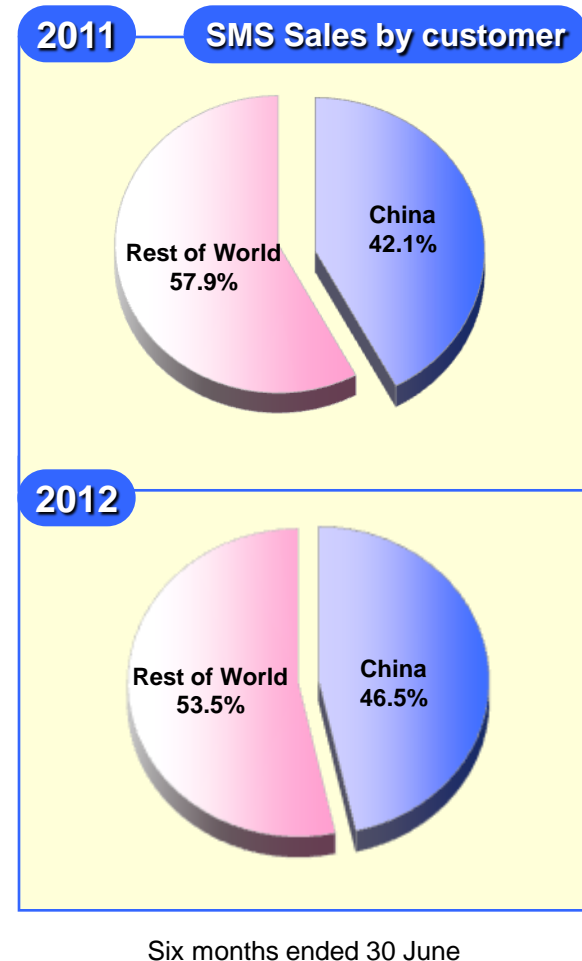 2011
SMS Sales by customer
China
42.1%
Rest of World
57.9%
2012
Rest of World
53.5%
China
46.5%
Six months ended 30 June